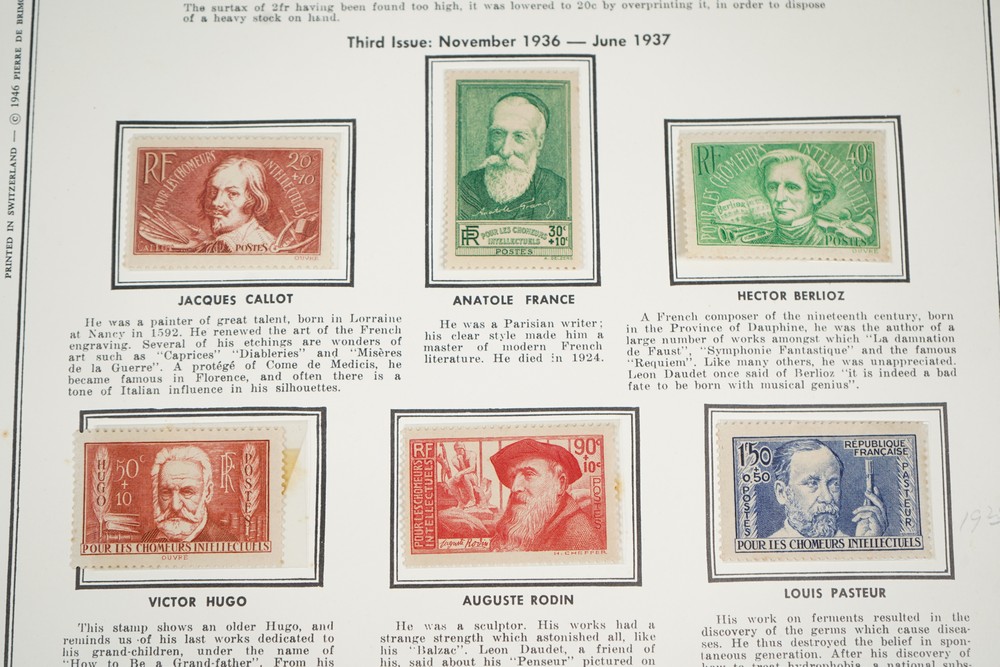 The surtax of 2fr having been found too high, it was lowered to 20c by overprinting it, in order to dispose
of a heavy stock on hand.
PRINTED IN SWITZERLAND — © 1946 PIERRE DE
Third Issue: November 1936 — June 1937
RF
POUR LES CHOMEURS INTELLECTUELS
20c
+10
POSTES
OUVRÉ
JACQUES CALLOT
He was a painter of great talent, born in Lorraine
at Nancy in 1592. He renewed the art of the French
engraving. Several of his etchings are wonders of
art such as "Caprices" "Diableries" and "Misères
de la Guerre". A protégé of Come de Medicis, he
became famous in Florence, and often there is a
tone of Italian influence in his silhouettes.
Anatole France
RF
POUR LES CHOMEURS
INTELLECTUELS
30c
+10c
POSTES
ANATOLE FRANCE
He was a Parisian writer;
his clear style made him a
master of modern French
literature. He died in 1924.
RF
POUR LES CHOMEURS INTELLECTUELS
40c
+10
Berlioz
POSTES
HECTOR BERLIOZ
A French composer of the nineteenth century, born
in the Province of Dauphine, he was the author of a
large number of works amongst which "La damnation
de Faust", "Symphonie Fantastique" and the famous
"Requiem". Like many others, he was unappreciated.
Leon Daudet once said of Berlioz "it is indeed a bad
fate to be born with musical genius".
HUGO
50c
+
10
RF
POSTES
POUR LES CHOMEURS INTELLECTUELS
OUVRÉ
VICTOR HUGO
This stamp shows an older Hugo, and
reminds us of his last works dedicated to
his grand-children, under the name of
"How to Be a Grand-father". From his
RF
POUR LES CHOMEURS
INTELLECTUELS
90c
+
10c
POSTES
Auguste Rodin
H. CHEFFER
AUGUSTE RODIN
He was a sculptor. His works had a
strange strength which astonished all, like
his "Balzac". Leon Daudet, a friend of
his, said about his "Penseur" pictured on
1f50
+
0,50
POSTES
RÉPUBLIQUE
FRANÇAISE
PASTEUR
POUR LES CHOMEURS INTELLECTUELS
LOUIS PASTEUR
His work on ferments resulted in the
discovery of the germs which cause disea-
ses. He thus destroyed the belief in spon-
taneous generation. After his discovery of
how to treat hydrophobia, a national subs-